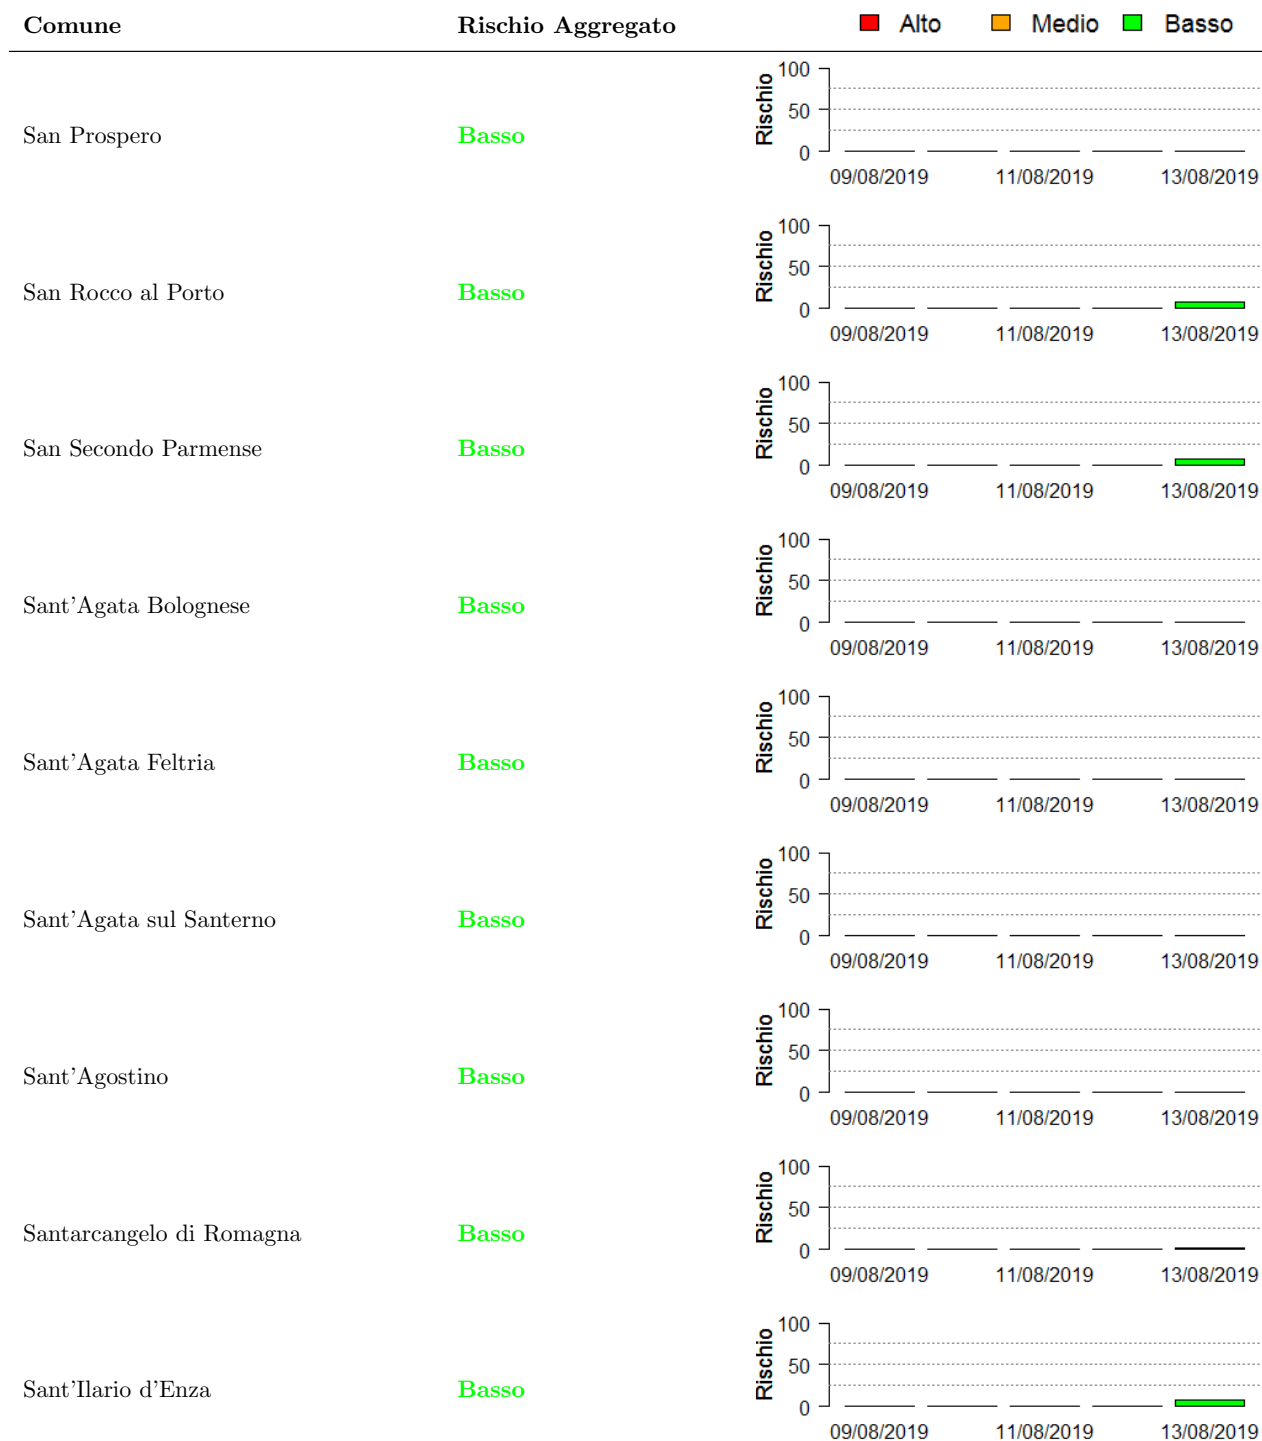 Comune Rischio Aggregato Alto Medio Basso
100
Rischio
50
San Prospero Basso
0
09/08/2019 11/08/2019 13/08/2019
100
Rischio
50
San Rocco al Porto Basso
0
09/08/2019 11/08/2019 13/08/2019
100
Rischio
50
San Secondo Parmense Basso
0
09/08/2019 11/08/2019 13/08/2019
100
Rischio
50
Sant'Agata Bolognese Basso
0
09/08/2019 11/08/2019 13/08/2019
100
Rischio
50
Sant'Agata Feltria Basso
0
09/08/2019 11/08/2019 13/08/2019
100
Rischio
50
Sant'Agata sul Santerno Basso
0
09/08/2019 11/08/2019 13/08/2019
100
Rischio
50
Sant'Agostino Basso
0
09/08/2019 11/08/2019 13/08/2019
100
Rischio
50
Santarcangelo di Romagna Basso
0
09/08/2019 11/08/2019 13/08/2019
100
Rischio
50
Sant'Ilario d'Enza Basso
0
09/08/2019 11/08/2019 13/08/2019